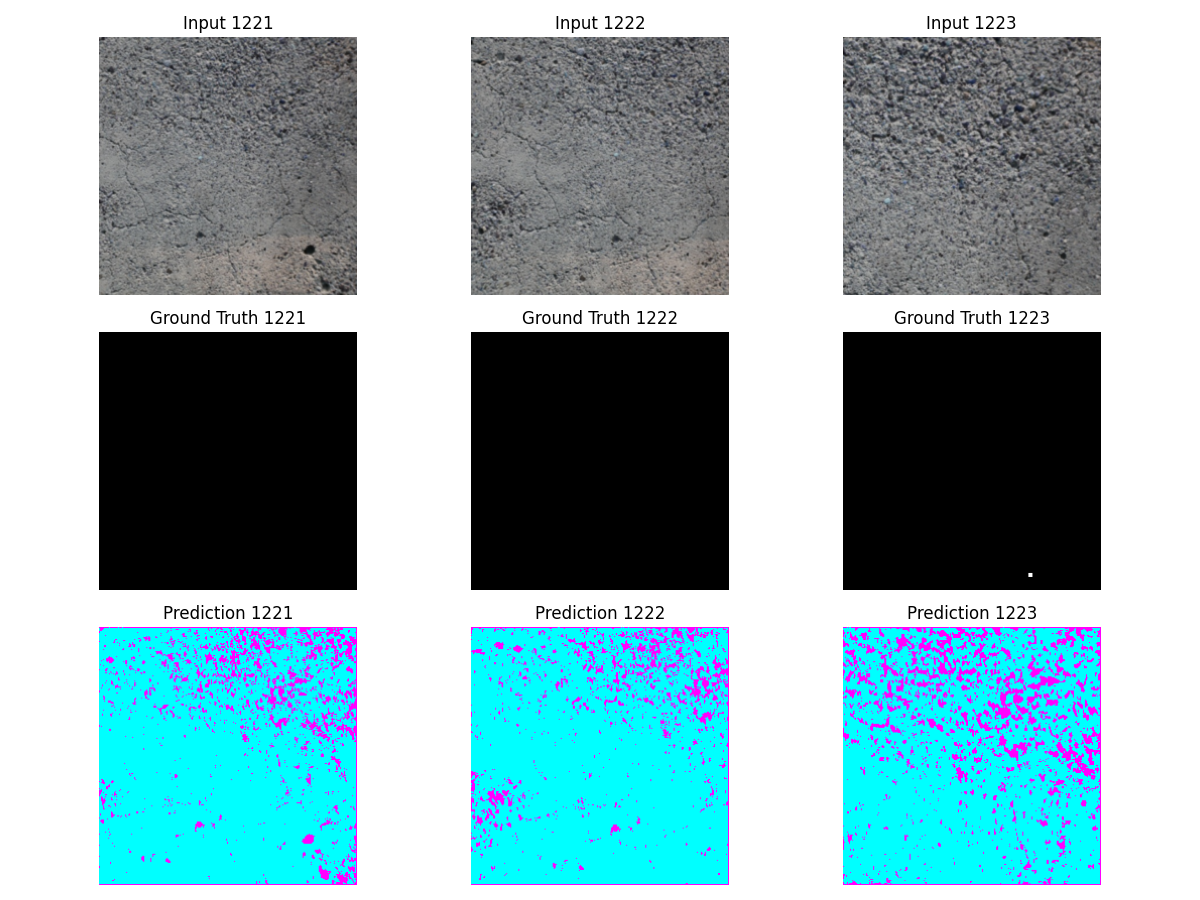 Input 1221
Input 1222
Input 1223
Ground Truth 1221
Ground Truth 1222
Ground Truth 1223
Prediction 1221
Prediction 1222
Prediction 1223